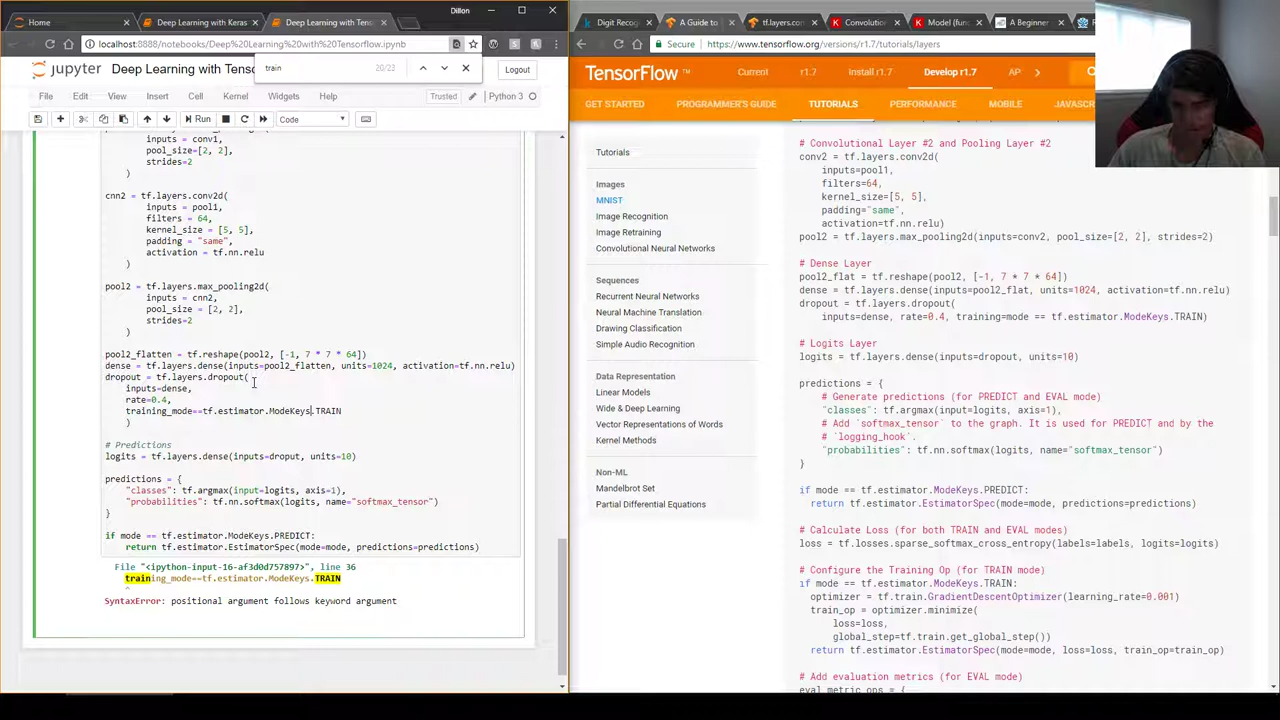 Dillon
Home
Deep Learning with Keras
Deep Learning with Tens
localhost:8888/notebooks/Deep%20Learning%20with%20Tensorflow.ipynb
train
20/23
jupyter
Deep Learning with Tens
Logout
File
Edit
View
Insert
Cell
Kernel
Widgets
Help
Trusted
Python 3
Run
Code
inputs = conv1,
pool_size=[2, 2],
strides=2
)
cnn2 = tf.layers.conv2d(
inputs = pool1,
filters = 64,
kernel_size = [5, 5],
padding = "same",
activation = tf.nn.relu
)
pool2 = tf.layers.max_pooling2d(
inputs = cnn2,
pool_size = [2, 2],
strides=2
)
pool2_flatten = tf.reshape(pool2, [-1, 7 * 7 * 64])
dense = tf.layers.dense(inputs=pool2_flatten, units=1024, activation=tf.nn.relu)
dropout = tf.layers.dropout(
inputs=dense,
rate=0.4,
training_mode==tf.estimator.ModeKeys.TRAIN
)
# Predictions
logits = tf.layers.dense(inputs=droput, units=10)
predictions = {
"classes": tf.argmax(input=logits, axis=1),
"probabilities": tf.nn.softmax(logits, name="softmax_tensor")
}
if mode == tf.estimator.ModeKeys.PREDICT:
return tf.estimator.EstimatorSpec(mode=mode, predictions=predictions)
File "<ipython-input-16-af3d0d757897>", line 36
training_mode==tf.estimator.ModeKeys.TRAIN
^
SyntaxError: positional argument follows keyword argument
Digit Recog
A Guide to
tf.layers.con
Convolution
Model (func
A Beginner
Secure
https://www.tensorflow.org/versions/r1.7/tutorials/layers
TensorFlow™
Current
r1.7
Install r1.7
Develop r1.7
AP
GET STARTED
PROGRAMMER'S GUIDE
TUTORIALS
PERFORMANCE
MOBILE
JAVASCR
Tutorials
Images
MNIST
Image Recognition
Image Retraining
Convolutional Neural Networks
Sequences
Recurrent Neural Networks
Neural Machine Translation
Drawing Classification
Simple Audio Recognition
Data Representation
Linear Models
Wide & Deep Learning
Vector Representations of Words
Kernel Methods
Non-ML
Mandelbrot Set
Partial Differential Equations
# Convolutional Layer #2 and Pooling Layer #2
conv2 = tf.layers.conv2d(
inputs=pool1,
filters=64,
kernel_size=[5, 5],
padding="same",
activation=tf.nn.relu)
pool2 = tf.layers.max_pooling2d(inputs=conv2, pool_size=[2, 2], strides=2)
# Dense Layer
pool2_flat = tf.reshape(pool2, [-1, 7 * 7 * 64])
dense = tf.layers.dense(inputs=pool2_flat, units=1024, activation=tf.nn.relu)
dropout = tf.layers.dropout(
inputs=dense, rate=0.4, training=mode == tf.estimator.ModeKeys.TRAIN)
# Logits Layer
logits = tf.layers.dense(inputs=dropout, units=10)
predictions = {
# Generate predictions (for PREDICT and EVAL mode)
"classes": tf.argmax(input=logits, axis=1),
# Add `softmax_tensor` to the graph. It is used for PREDICT and by the
# `logging_hook`.
"probabilities": tf.nn.softmax(logits, name="softmax_tensor")
}
if mode == tf.estimator.ModeKeys.PREDICT:
return tf.estimator.EstimatorSpec(mode=mode, predictions=predictions)
# Calculate Loss (for both TRAIN and EVAL modes)
loss = tf.losses.sparse_softmax_cross_entropy(labels=labels, logits=logits)
# Configure the Training Op (for TRAIN mode)
if mode == tf.estimator.ModeKeys.TRAIN:
optimizer = tf.train.GradientDescentOptimizer(learning_rate=0.001)
train_op = optimizer.minimize(
loss=loss,
global_step=tf.train.get_global_step())
return tf.estimator.EstimatorSpec(mode=mode, loss=loss, train_op=train_op)
# Add evaluation metrics (for EVAL mode)
eval_metric_ops = {